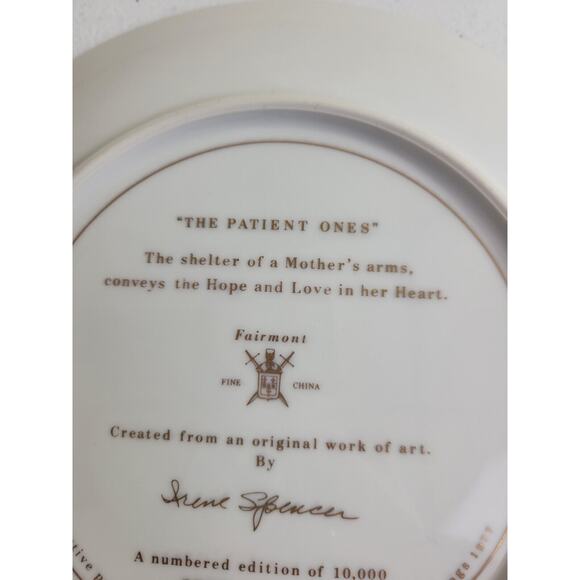 "THE PATIENT ONES"
The shelter of a Mother's arms,
conveys the Hope and Love in her Heart.
Fairmont
FINE CHINA
Created from an original work of art.
By
Irene Spencer
A numbered edition of 10,000
1977